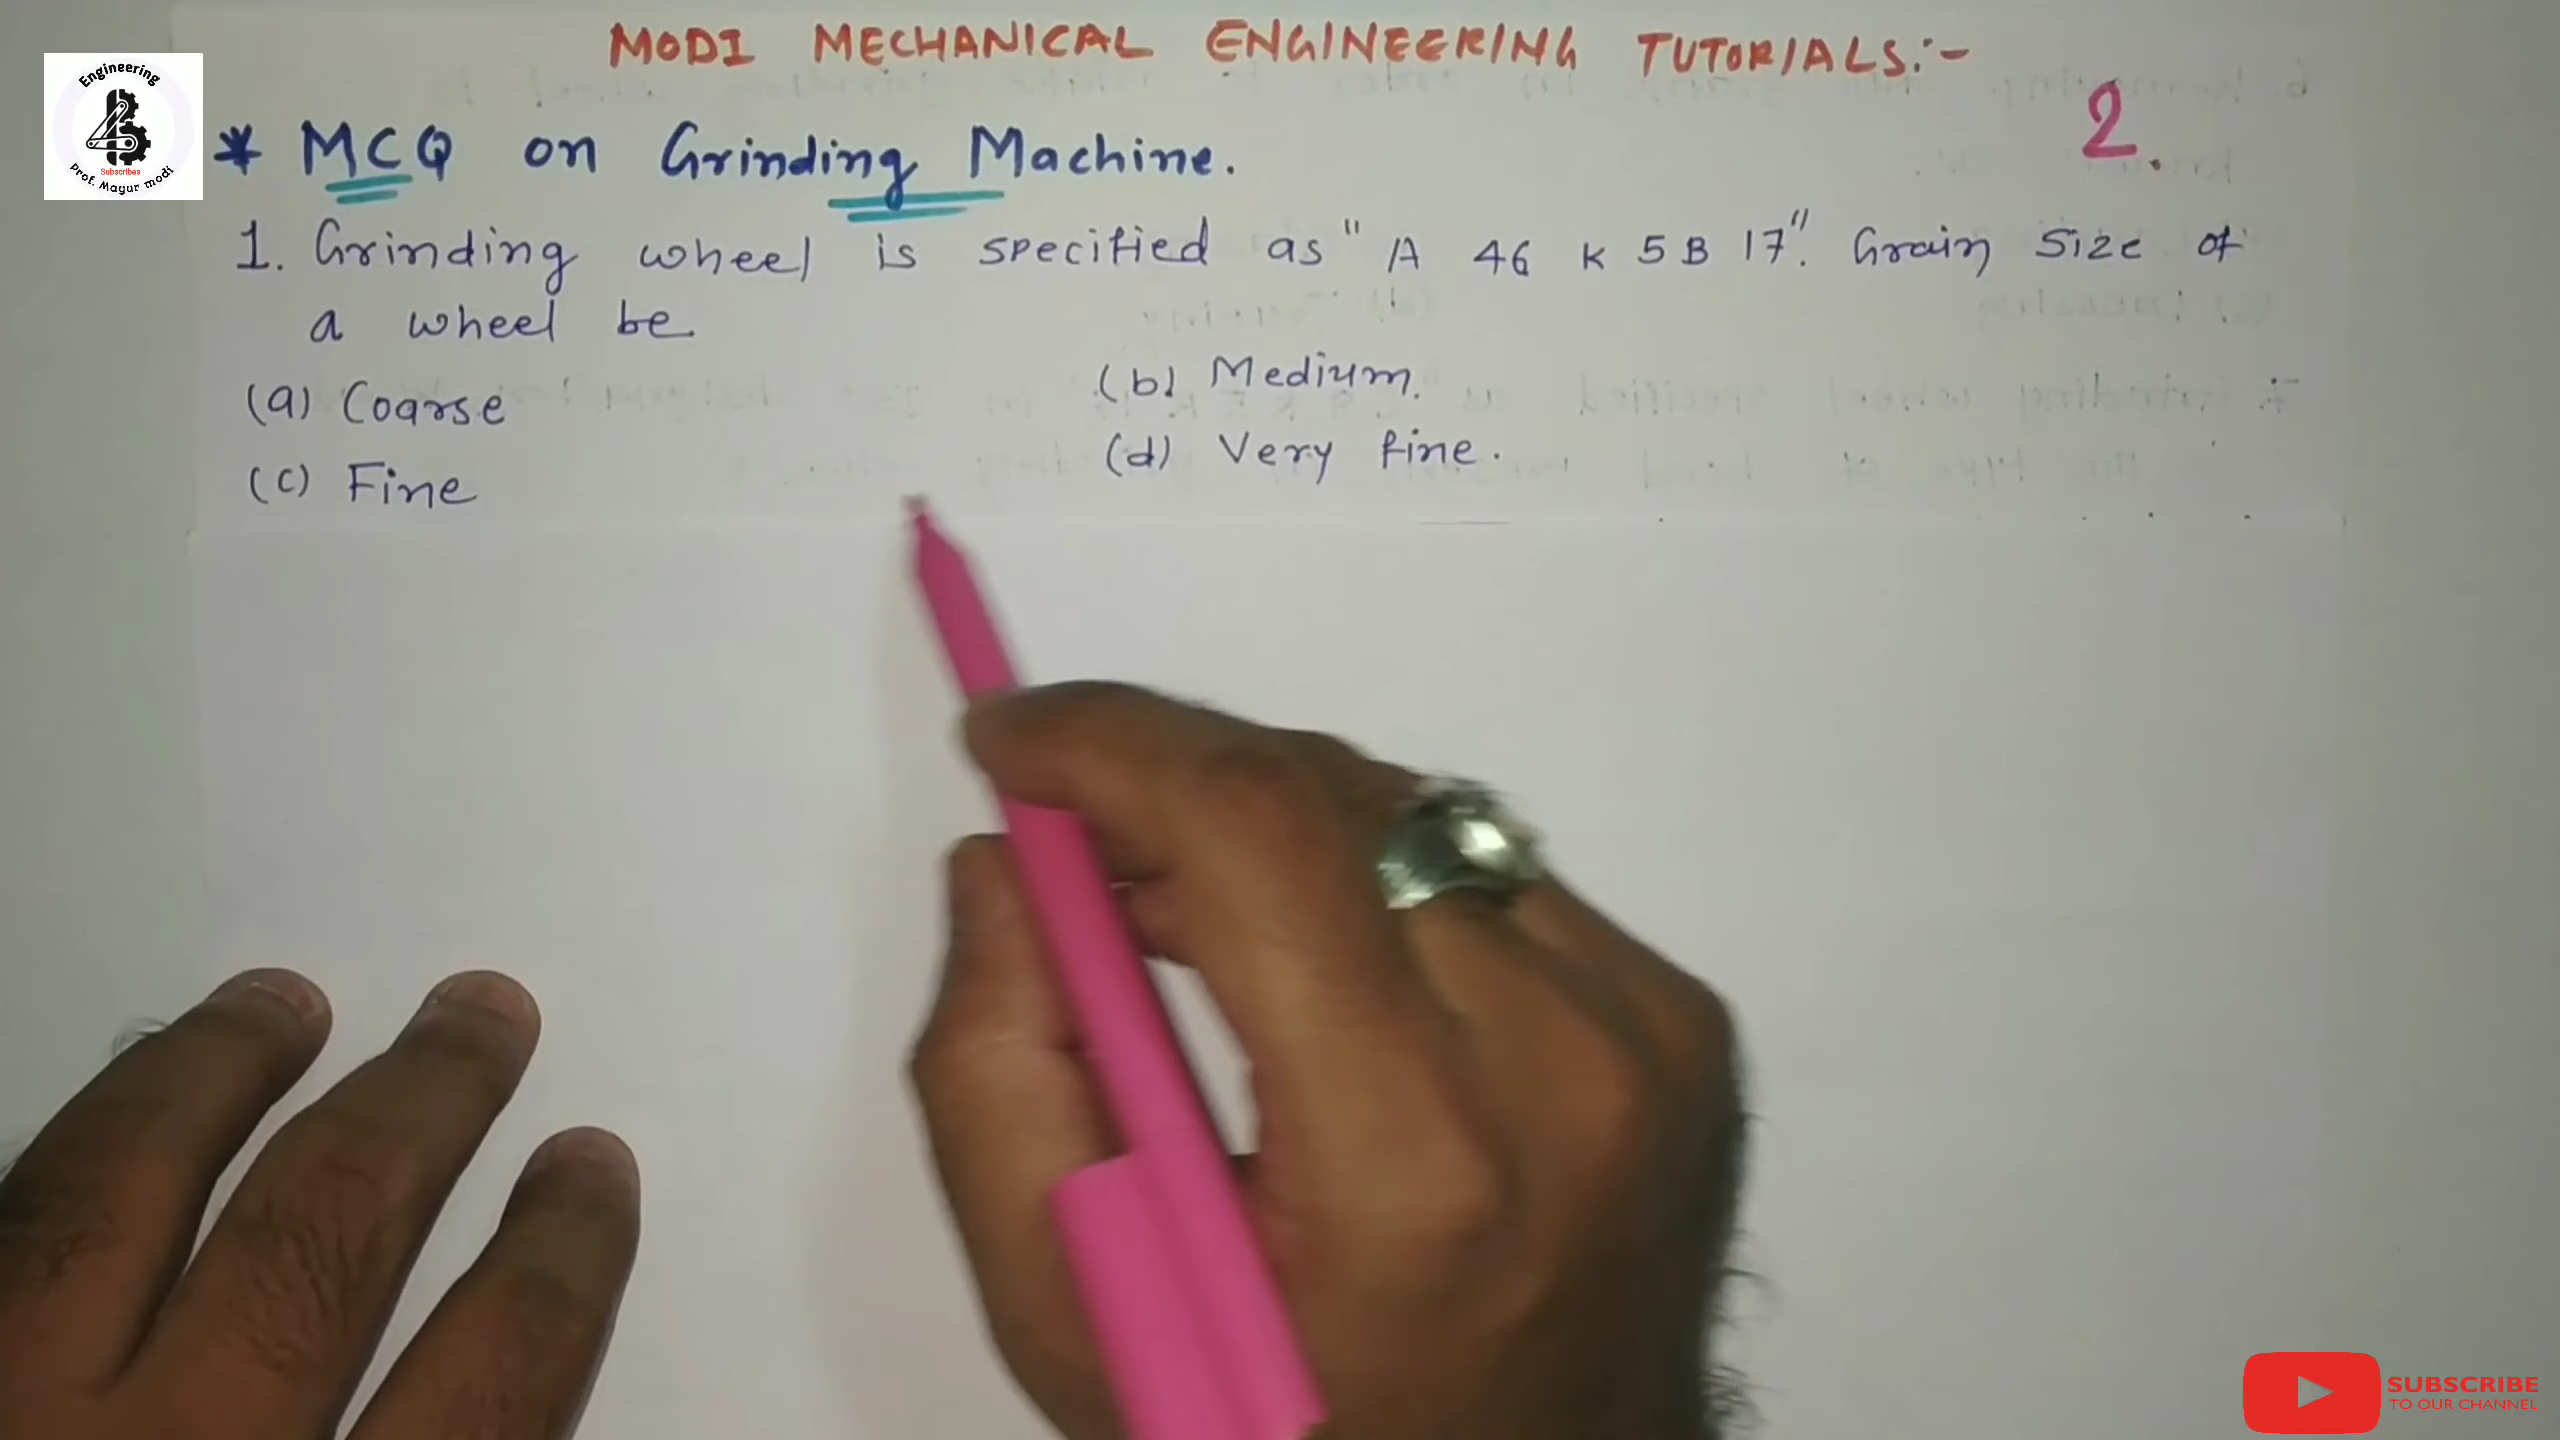 MODI MECHANICAL ENGINEERING TUTORIALS:-
Engineering
Subscribes
Prof. Mayur modi
* MCQ on Grinding Machine.
2.
1. Grinding wheel is specified as "A 46 K 5 B 17". Grain size of
a wheel be
(a) Coarse
(b) Medium.
(c) Fine
(d) Very fine.
SUBSCRIBE
TO OUR CHANNEL